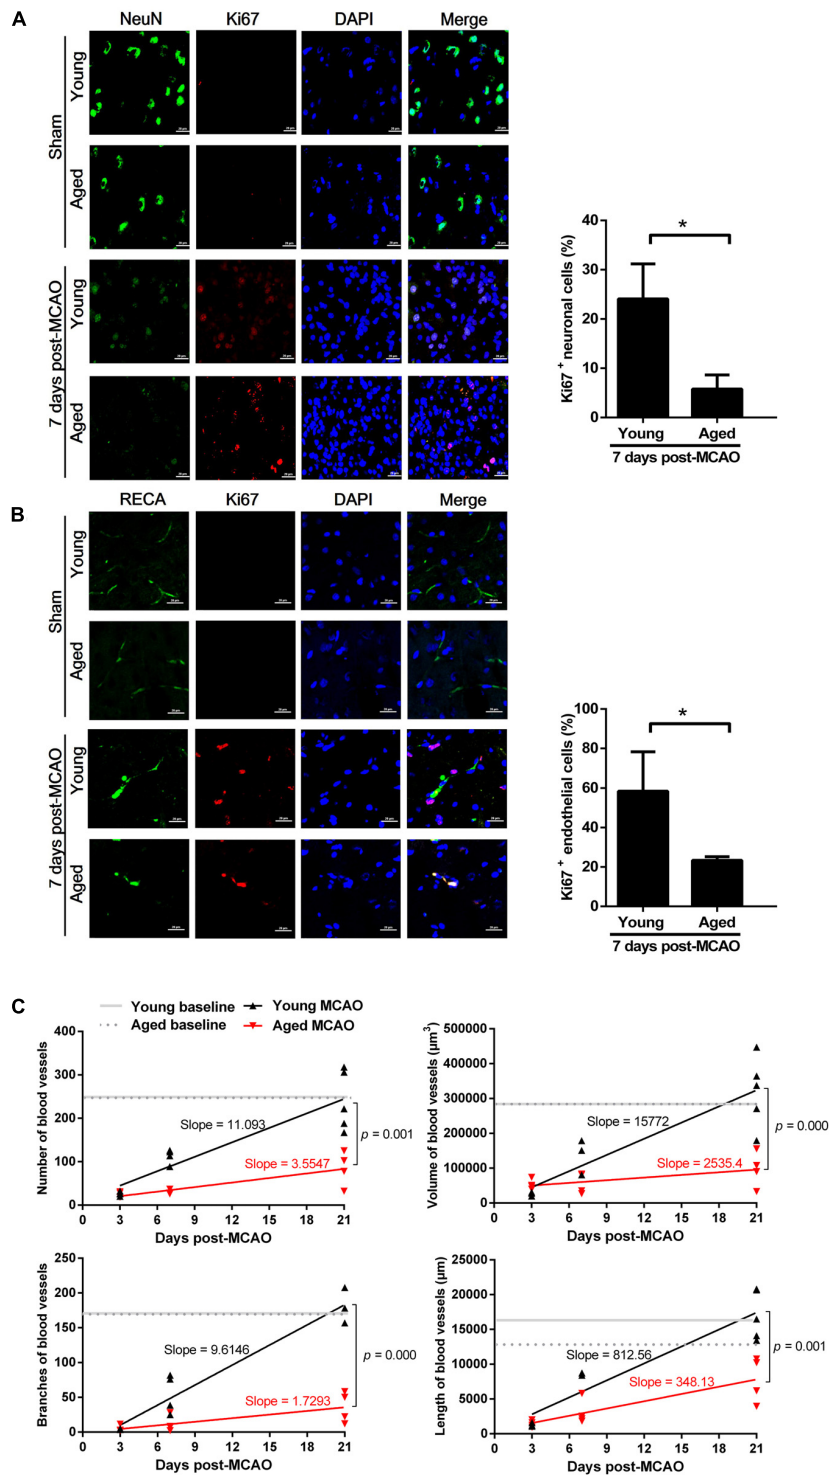 A
NeuN Ki67 DAPI Merge
Sham
Young
Aged
7 days post-MCAO
Young
Aged
40
30
20
10
0
Ki67 + neuronal cells (%)
*
Young Aged
7 days post-MCAO
B
RECA Ki67 DAPI Merge
Sham
Young
Aged
7 days post-MCAO
Young
Aged
100
80
60
40
20
0
Ki67 + endothelial cells (%)
*
Young Aged
7 days post-MCAO
C
Young baseline Young MCAO
Aged baseline Aged MCAO
Number of blood vessels
400
300
200
100
0
Slope = 11.093
Slope = 3.5547
p = 0.001
0 3 6 9 12 15 18 21
Days post-MCAO
Volume of blood vessels (µm3)
500000
400000
300000
200000
100000
0
Slope = 15772
Slope = 2535.4
p = 0.000
0 3 6 9 12 15 18 21
Days post-MCAO
Branches of blood vessels
250
200
150
100
50
0
Slope = 9.6146
Slope = 1.7293
p = 0.000
0 3 6 9 12 15 18 21
Days post-MCAO
Length of blood vessels (µm)
25000
20000
15000
10000
5000
0
Slope = 812.56
Slope = 348.13
p = 0.001
0 3 6 9 12 15 18 21
Days post-MCAO